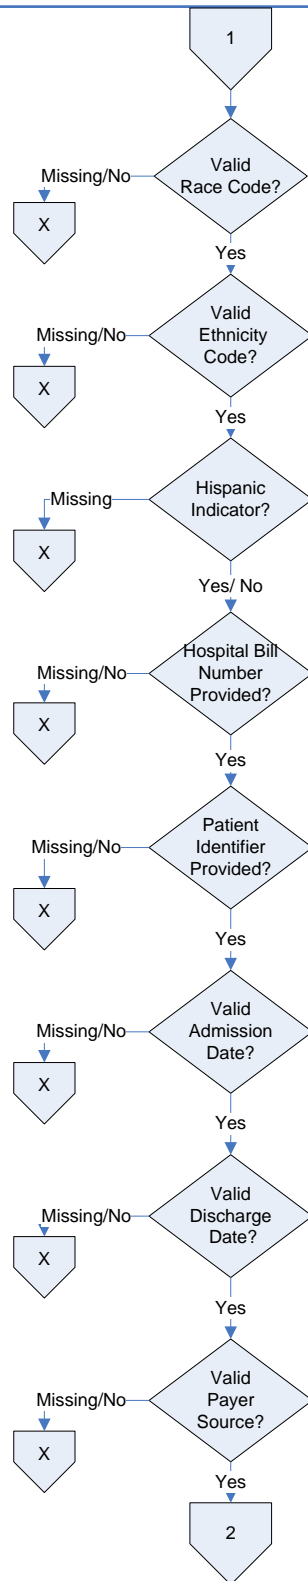 1
Valid
Race Code?
Missing/No
X
Yes
Valid
Ethnicity
Code?
Missing/No
X
Yes
Hispanic
Indicator?
Missing
X
Yes/ No
Hospital Bill
Number
Provided?
Missing/No
X
Yes
Patient
Identifier
Provided?
Missing/No
X
Yes
Valid
Admission
Date?
Missing/No
X
Yes
Valid
Discharge
Date?
Missing/No
X
Yes
Valid
Payer
Source?
Missing/No
X
Yes
2